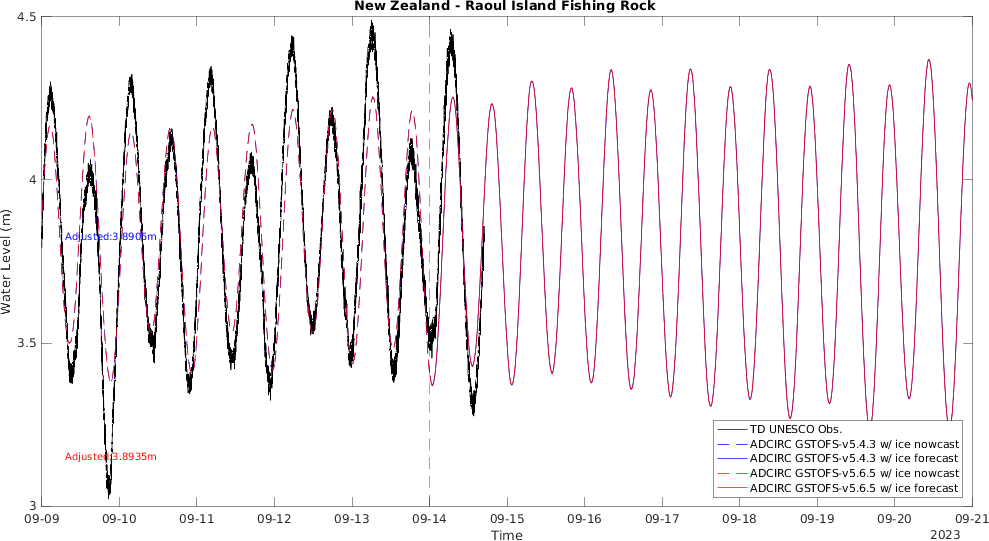 New Zealand - Raoul Island Fishing Rock
4.5
4
3.5
3
Water Level (m)
Adjusted:3.8905m
Adjusted:3.8935m
TD UNESCO Obs.
ADCIRC GSTOFS-v5.4.3 w/ ice nowcast
ADCIRC GSTOFS-v5.4.3 w/ ice forecast
ADCIRC GSTOFS-v5.6.5 w/ ice nowcast
ADCIRC GSTOFS-v5.6.5 w/ ice forecast
09-09 09-10 09-11 09-12 09-13 09-14 09-15 09-16 09-17 09-18 09-19 09-20 09-21
Time
2023